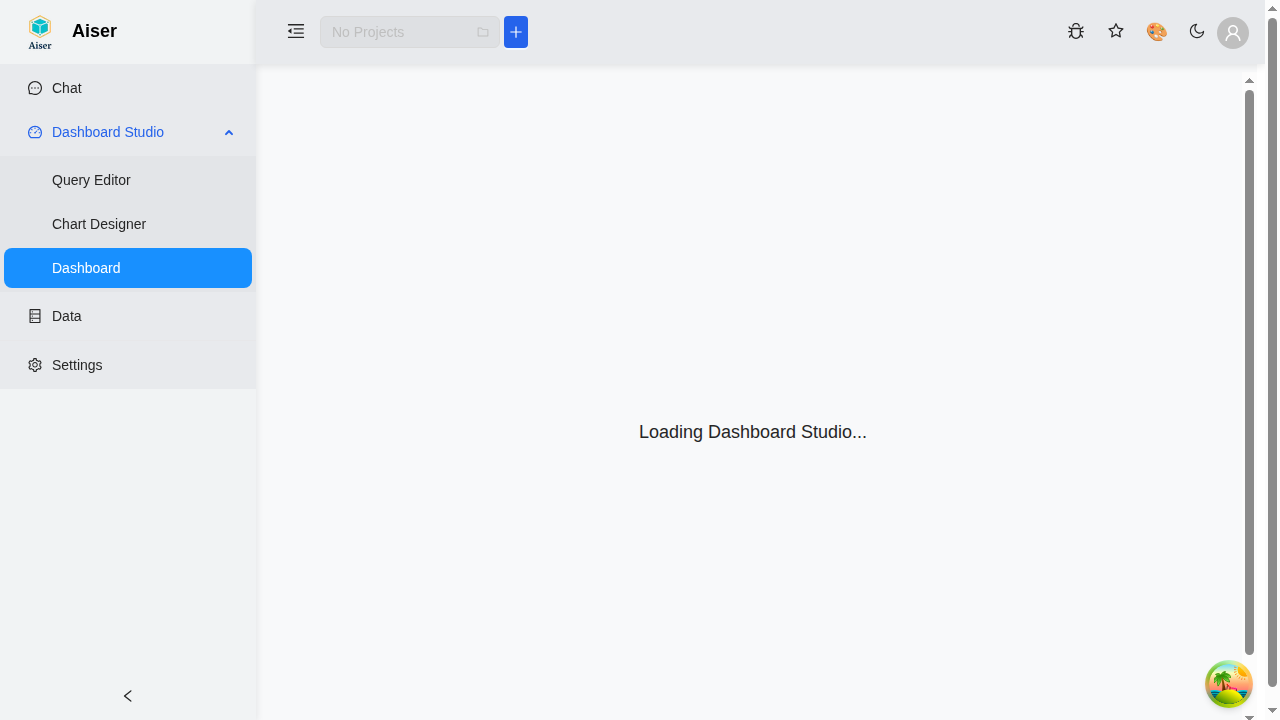 Aiser
Aiser
No Projects
Chat
Dashboard Studio
Query Editor
Chart Designer
Dashboard
Data
Settings
Loading Dashboard Studio...